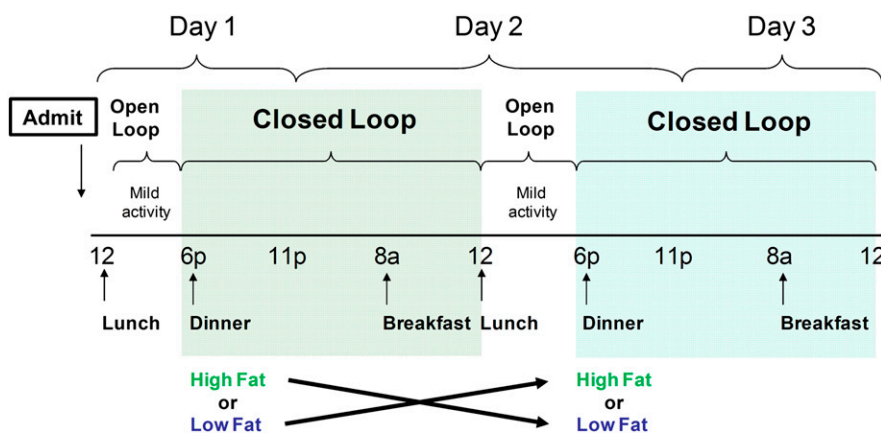 Day 1 Day 2 Day 3
Admit
Open Loop
Closed Loop
Open Loop
Closed Loop
Mild activity
Mild activity
12 6p 11p 8a 12 6p 11p 8a 12
Lunch Dinner Breakfast Lunch Dinner Breakfast
High Fat High Fat
or or
Low Fat Low Fat